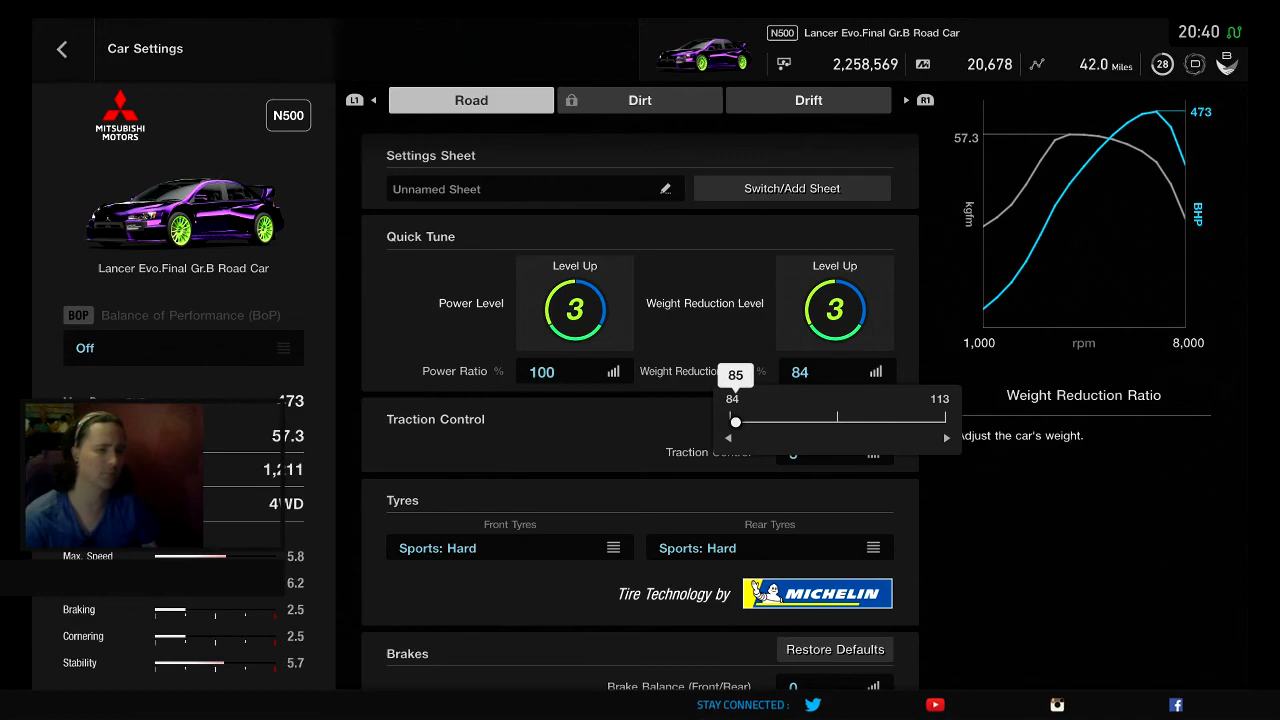 Car Settings
N500 Lancer Evo.Final Gr.B Road Car
20:40
2,258,569
20,678
42.0 Miles
28
B
MITSUBISHI
MOTORS
N500
Lancer Evo.Final Gr.B Road Car
BOP Balance of Performance (BoP)
Off
473
57.3
1,211
4WD
Max. Speed 5.8
6.2
Braking 2.5
Cornering 2.5
Stability 5.7
L1 Road Dirt Drift R1
Settings Sheet
Unnamed Sheet Switch/Add Sheet
Quick Tune
Level Up Level Up
Power Level 3 Weight Reduction Level 3
Power Ratio % 100 Weight Reduction % 84
85
84 113
Traction Control
Traction Control
Tyres
Front Tyres Rear Tyres
Sports: Hard Sports: Hard
Tire Technology by MICHELIN
Brakes Restore Defaults
Brake Balance (Front/Rear) 0
473
57.3
kgfm
BHP
1,000 rpm 8,000
Weight Reduction Ratio
Adjust the car's weight.
STAY CONNECTED :